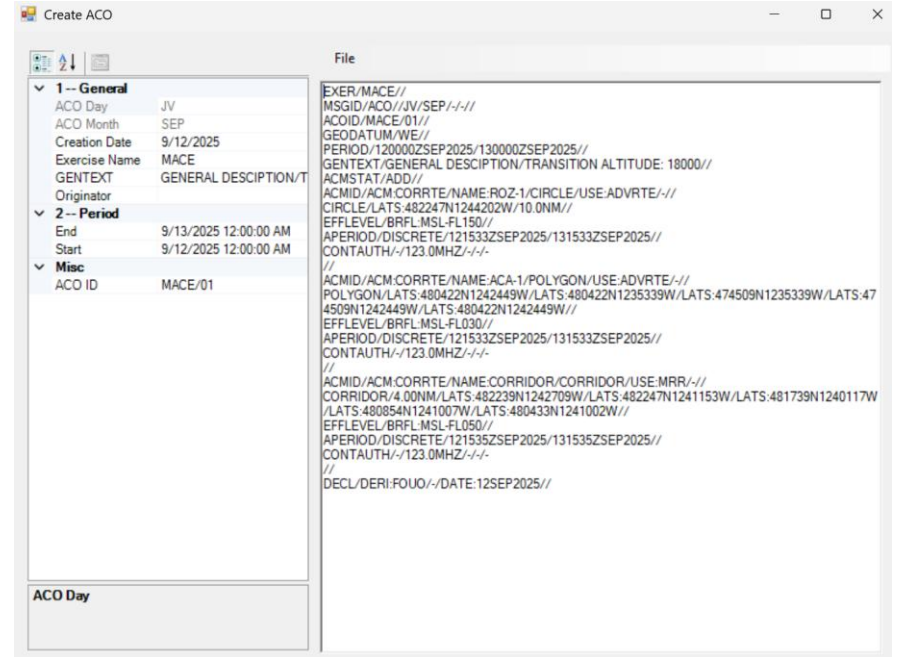 Create ACO
File
1 -- General
ACO Day JV
ACO Month SEP
Creation Date 9/12/2025
Exercise Name MACE
GENTEXT GENERAL DESCIPTION/T
Originator
2 -- Period
End 9/13/2025 12:00:00 AM
Start 9/12/2025 12:00:00 AM
Misc
ACO ID MACE/01
ACO Day
EXER/MACE//
MSGID/ACO//JV/SEP/-/-//
ACOID/MACE/01//
GEODATUM/WE//
PERIOD/120000ZSEP2025/130000ZSEP2025//
GENTEXT/GENERAL DESCIPTION/TRANSITION ALTITUDE: 18000//
ACMSTAT/ADD//
ACMID/ACM:CORRTE/NAME:ROZ-1/CIRCLE/USE:ADVRTE/-//
CIRCLE/LATS:482247N1244202W/10.0NM//
EFFLEVEL/BRFL:MSL-FL150//
APERIOD/DISCRETE/121533ZSEP2025/131533ZSEP2025//
CONTAUTH/-/123.0MHZ/-/-/-
//
ACMID/ACM:CORRTE/NAME:ACA-1/POLYGON/USE:ADVRTE/-//
POLYGON/LATS:480422N1242449W/LATS:480422N1235339W/LATS:474509N1235339W/LATS:47
4509N1242449W/LATS:480422N1242449W//
EFFLEVEL/BRFL:MSL-FL030//
APERIOD/DISCRETE/121533ZSEP2025/131533ZSEP2025//
CONTAUTH/-/123.0MHZ/-/-/-
//
ACMID/ACM:CORRTE/NAME:CORRIDOR/CORRIDOR/USE:MRR/-//
CORRIDOR/4.00NM/LATS:482239N1242709W/LATS:482247N1241153W/LATS:481739N1240117W
/LATS:480854N1241007W/LATS:480433N1241002W//
EFFLEVEL/BRFL:MSL-FL050//
APERIOD/DISCRETE/121535ZSEP2025/131535ZSEP2025//
CONTAUTH/-/123.0MHZ/-/-/-
//
DECL/DERI:FOUO/-/DATE:12SEP2025//